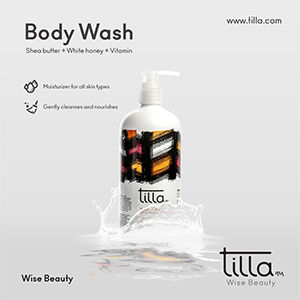 Body Wash
www.tilla.com
Shea butter + White honey + Vitamin
Moisturizer for all skin types
Gently cleanses and nourishes
tilla
Wise Beauty
tilla
Wise Beauty